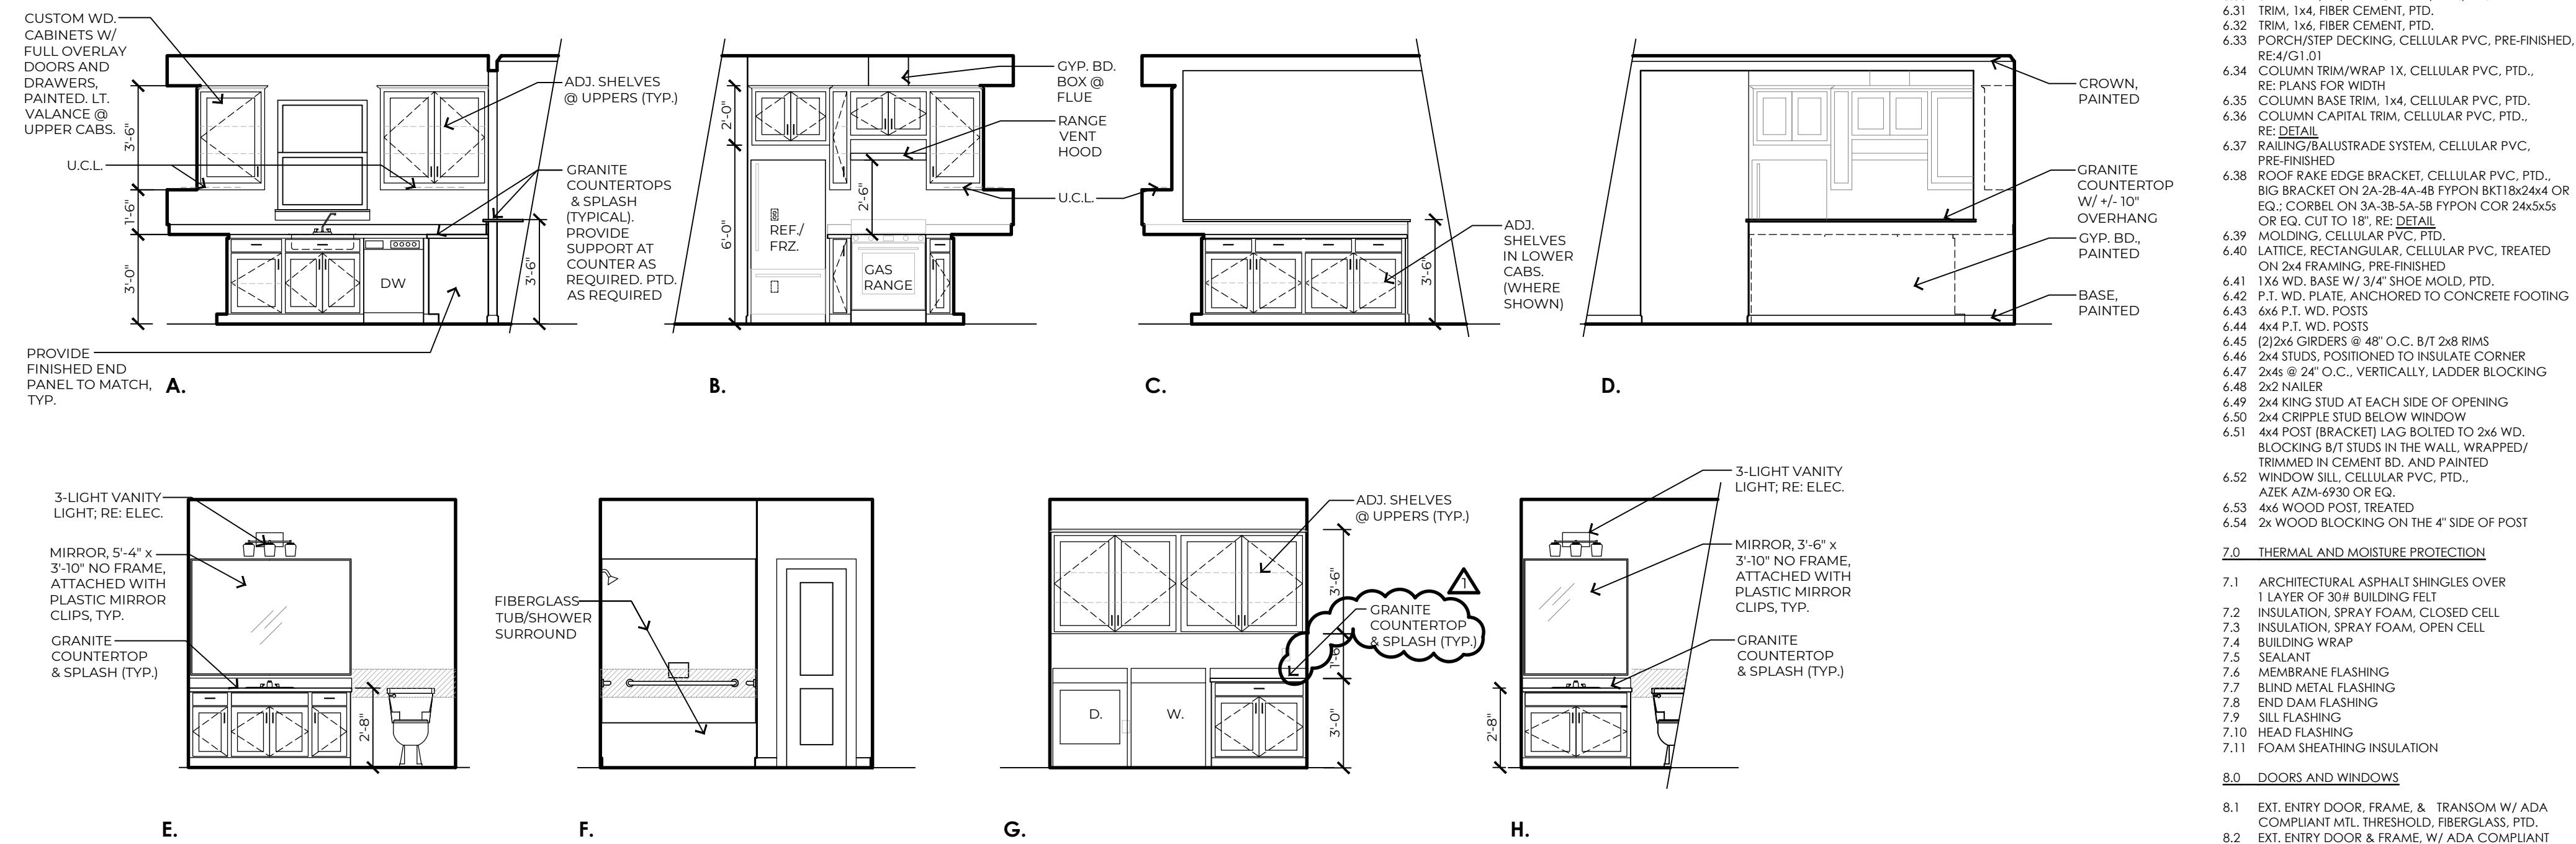 CUSTOM WD.
CABINETS W/
FULL OVERLAY
DOORS AND
DRAWERS,
PAINTED. LT.
VALANCE @
UPPER CABS.
3'-6"
U.C.L.
1'-6"
3'-0"
DW
ADJ. SHELVES
@ UPPERS (TYP.)
GRANITE
COUNTERTOPS
& SPLASH
(TYPICAL).
PROVIDE
SUPPORT AT
COUNTER AS
REQUIRED. PTD.
AS REQUIRED
3'-6"
PROVIDE
FINISHED END
PANEL TO MATCH,
TYP.
A.
2'-0"
6'-0"
REF./
FRZ.
2'-6"
GAS
RANGE
GYP. BD.
BOX @
FLUE
RANGE
VENT
HOOD
U.C.L.
B.
3'-6"
ADJ.
SHELVES
IN LOWER
CABS.
(WHERE
SHOWN)
C.
CROWN,
PAINTED
GRANITE
COUNTERTOP
W/ +/- 10"
OVERHANG
GYP. BD.,
PAINTED
BASE,
PAINTED
D.
3-LIGHT VANITY
LIGHT; RE: ELEC.
MIRROR, 5'-4" x
3'-10" NO FRAME,
ATTACHED WITH
PLASTIC MIRROR
CLIPS, TYP.
GRANITE
COUNTERTOP
& SPLASH (TYP.)
2'-8"
E.
FIBERGLASS
TUB/SHOWER
SURROUND
F.
ADJ. SHELVES
@ UPPERS (TYP.)
3'-6"
1
GRANITE
COUNTERTOP
& SPLASH (TYP.)
1'-6"
D.
W.
3'-0"
G.
3-LIGHT VANITY
LIGHT; RE: ELEC.
MIRROR, 3'-6" x
3'-10" NO FRAME,
ATTACHED WITH
PLASTIC MIRROR
CLIPS, TYP.
GRANITE
COUNTERTOP
& SPLASH (TYP.)
2'-8"
H.
6.31 TRIM, 1x4, FIBER CEMENT, PTD.
6.32 TRIM, 1x6, FIBER CEMENT, PTD.
6.33 PORCH/STEP DECKING, CELLULAR PVC, PRE-FINISHED,
RE:4/G1.01
6.34 COLUMN TRIM/WRAP 1X, CELLULAR PVC, PTD.,
RE: PLANS FOR WIDTH
6.35 COLUMN BASE TRIM, 1x4, CELLULAR PVC, PTD.
6.36 COLUMN CAPITAL TRIM, CELLULAR PVC, PTD.,
RE: DETAIL
6.37 RAILING/BALUSTRADE SYSTEM, CELLULAR PVC,
PRE-FINISHED
6.38 ROOF RAKE EDGE BRACKET, CELLULAR PVC, PTD.,
BIG BRACKET ON 2A-2B-4A-4B FYPON BKT18x24x4 OR
EQ.; CORBEL ON 3A-3B-5A-5B FYPON COR 24x5x5s
OR EQ. CUT TO 18", RE: DETAIL
6.39 MOLDING, CELLULAR PVC, PTD.
6.40 LATTICE, RECTANGULAR, CELLULAR PVC, TREATED
ON 2x4 FRAMING, PRE-FINISHED
6.41 1X6 WD. BASE W/ 3/4" SHOE MOLD, PTD.
6.42 P.T. WD. PLATE, ANCHORED TO CONCRETE FOOTING
6.43 6x6 P.T. WD. POSTS
6.44 4x4 P.T. WD. POSTS
6.45 (2)2x6 GIRDERS @ 48" O.C. B/T 2x8 RIMS
6.46 2x4 STUDS, POSITIONED TO INSULATE CORNER
6.47 2x4s @ 24" O.C., VERTICALLY, LADDER BLOCKING
6.48 2x2 NAILER
6.49 2x4 KING STUD AT EACH SIDE OF OPENING
6.50 2x4 CRIPPLE STUD BELOW WINDOW
6.51 4x4 POST (BRACKET) LAG BOLTED TO 2x6 WD.
BLOCKING B/T STUDS IN THE WALL, WRAPPED/
TRIMMED IN CEMENT BD. AND PAINTED
6.52 WINDOW SILL, CELLULAR PVC, PTD.,
AZEK AZM-6930 OR EQ.
6.53 4x6 WOOD POST, TREATED
6.54 2x WOOD BLOCKING ON THE 4" SIDE OF POST
7.0 THERMAL AND MOISTURE PROTECTION
7.1 ARCHITECTURAL ASPHALT SHINGLES OVER
1 LAYER OF 30# BUILDING FELT
7.2 INSULATION, SPRAY FOAM, CLOSED CELL
7.3 INSULATION, SPRAY FOAM, OPEN CELL
7.4 BUILDING WRAP
7.5 SEALANT
7.6 MEMBRANE FLASHING
7.7 BLIND METAL FLASHING
7.8 END DAM FLASHING
7.9 SILL FLASHING
7.10 HEAD FLASHING
7.11 FOAM SHEATHING INSULATION
8.0 DOORS AND WINDOWS
8.1 EXT. ENTRY DOOR, FRAME, & TRANSOM W/ ADA
COMPLIANT MTL. THRESHOLD, FIBERGLASS, PTD.
8.2 EXT. ENTRY DOOR & FRAME, W/ ADA COMPLIANT